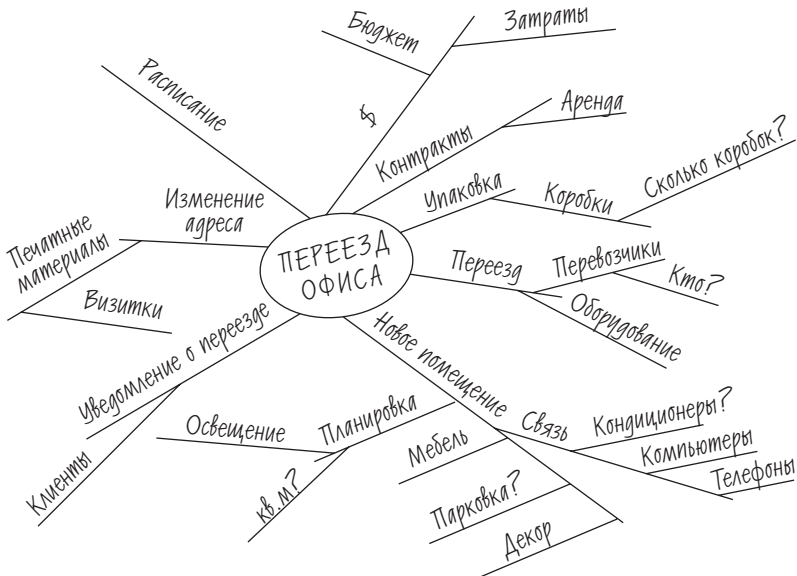 Бюджет
Затраты
$
Расписание
Контракты
Аренда
Упаковка
Коробки
Сколько коробок?
Изменение
адреса
Печатные
материалы
Визитки
ПЕРЕЕЗД
ОФИСА
Переезд
Перевозчики
Кто?
Оборудование
Уведомление о переезде
Клиенты
Новое помещение
Планировка
Освещение
кв.м?
Мебель
Парковка?
Декор
Связь
Кондиционеры?
Компьютеры
Телефоны